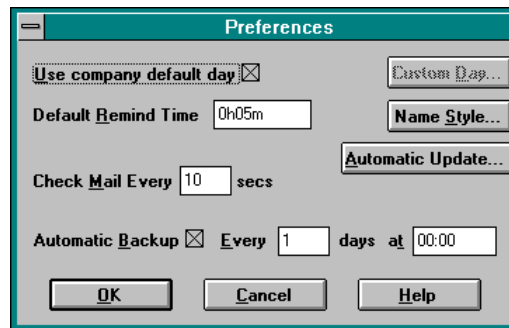 Preferences
Use company default day
Custom Day...
Default Remind Time 0h05m
Name Style...
Automatic Update...
Check Mail Every 10 secs
Automatic Backup Every 1 days at 00:00
OK Cancel Help